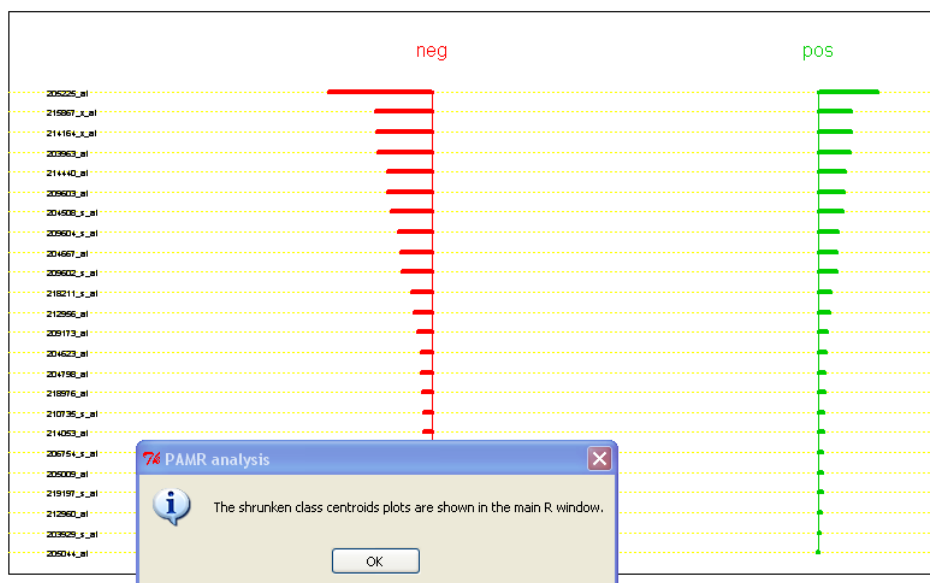 neg pos
205225_at
215867_x_at
214164_x_at
203963_at
214440_at
209603_at
204508_s_at
209604_s_at
204667_at
209602_s_at
218211_s_at
212956_at
209173_at
204623_at
204798_at
218976_at
210735_s_at
214053_at
206754_s_at
205009_at
219197_s_at
212960_at
203929_s_at
205044_at
PAMR analysis
The shrunken class centroids plots are shown in the main R window.
OK